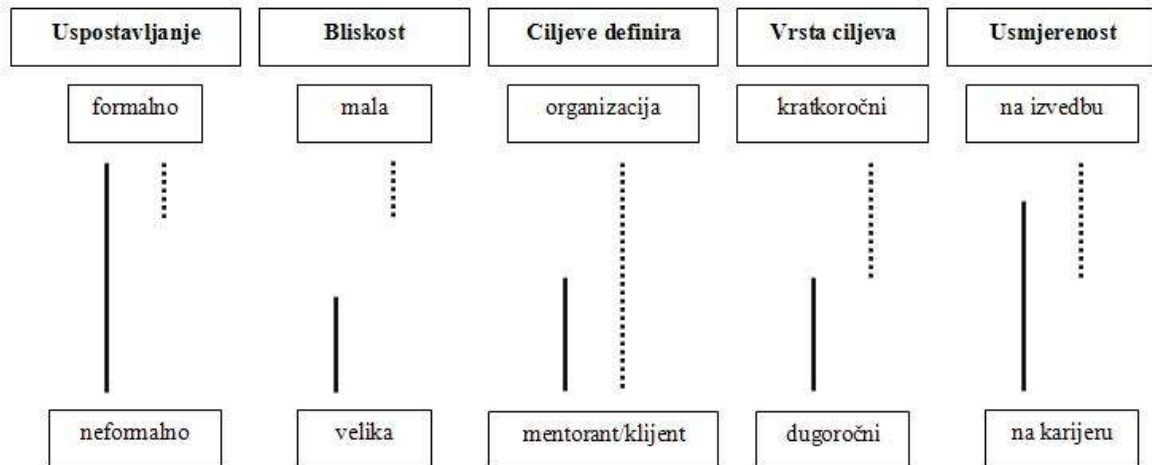 Uspostavljanje
Bliskost
Ciljeve definira
Vrsta ciljeva
Usmjerenost
formalno
mala
organizacija
kratkoročni
na izvedbu
neformalno
velika
mentorant/klijent
dugoročni
na karijeru